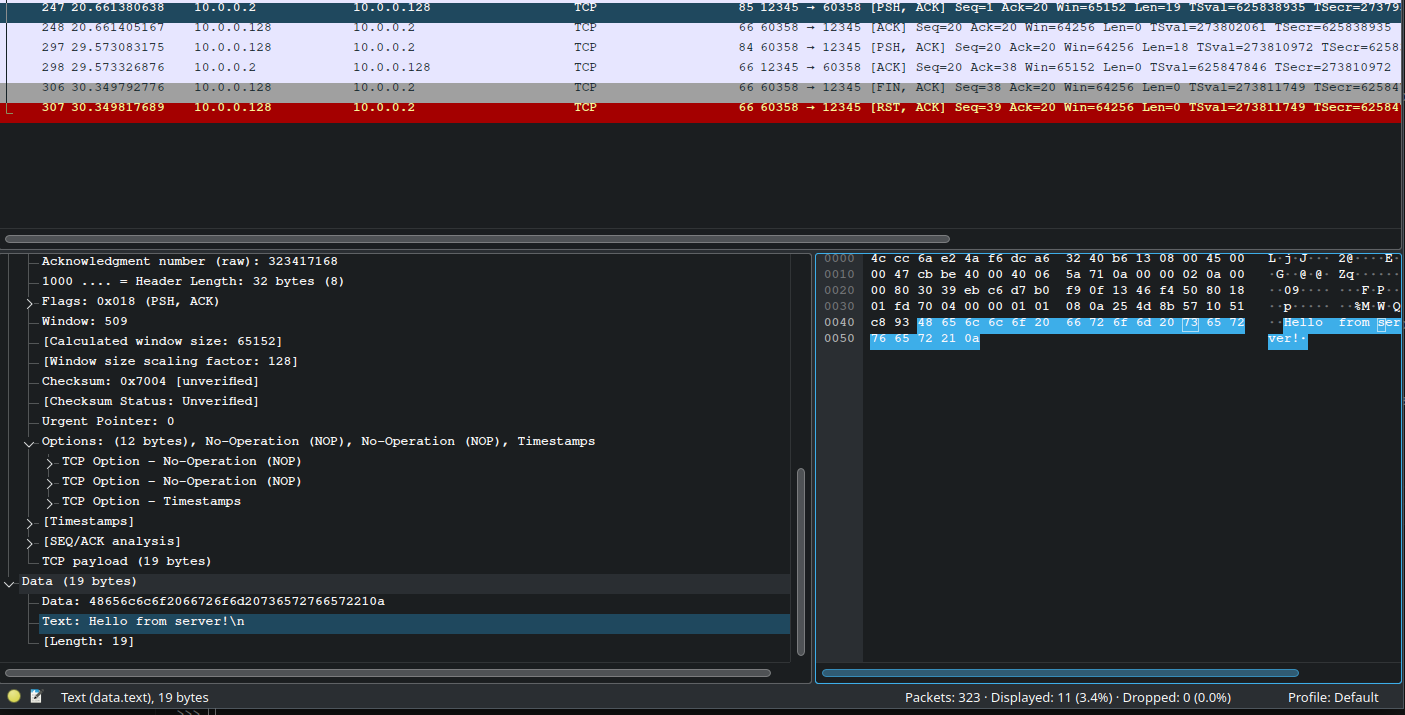 247 20.661380638 10.0.0.2 10.0.0.128 TCP 85 12345 → 60358 [PSH, ACK] Seq=1 Ack=20 Win=65152 Len=19 TSval=625838935 TSecr=27379
248 20.661405167 10.0.0.128 10.0.0.2 TCP 66 60358 → 12345 [ACK] Seq=20 Ack=20 Win=64256 Len=0 TSval=273802061 TSecr=625838935
297 29.573083175 10.0.0.128 10.0.0.2 TCP 84 60358 → 12345 [PSH, ACK] Seq=20 Ack=20 Win=64256 Len=18 TSval=273810972 TSecr=6258
298 29.573326876 10.0.0.2 10.0.0.128 TCP 66 12345 → 60358 [ACK] Seq=20 Ack=38 Win=65152 Len=0 TSval=625847846 TSecr=273810972
306 30.349792776 10.0.0.128 10.0.0.2 TCP 66 60358 → 12345 [FIN, ACK] Seq=38 Ack=20 Win=64256 Len=0 TSval=273811749 TSecr=62584
307 30.349817689 10.0.0.128 10.0.0.2 TCP 66 60358 → 12345 [RST, ACK] Seq=39 Ack=20 Win=64256 Len=0 TSval=273811749 TSecr=62584
Acknowledgment number (raw): 323417168
1000 .... = Header Length: 32 bytes (8)
Flags: 0x018 (PSH, ACK)
Window: 509
[Calculated window size: 65152]
[Window size scaling factor: 128]
Checksum: 0x7004 [unverified]
[Checksum Status: Unverified]
Urgent Pointer: 0
Options: (12 bytes), No-Operation (NOP), No-Operation (NOP), Timestamps
TCP Option - No-Operation (NOP)
TCP Option - No-Operation (NOP)
TCP Option - Timestamps
[Timestamps]
[SEQ/ACK analysis]
TCP payload (19 bytes)
Data (19 bytes)
Data: 48656c6c6f2066726f6d20736572766572210a
Text: Hello from server!\n
[Length: 19]
0000 4c cc 6a e2 4a f6 dc a6 32 40 b6 13 08 00 45 00 L·j·J··· 2@····E·
0010 00 47 cb be 40 00 40 06 5a 71 0a 00 00 02 0a 00 ·G··@·@· Zq······
0020 00 80 30 39 eb c6 d7 b0 f9 0f 13 46 f4 50 80 18 ··09···· ···F·P··
0030 01 fd 70 04 00 00 01 01 08 0a 25 4d 8b 57 10 51 ··p····· ··%M·W·Q
0040 c8 93 48 65 6c 6c 6f 20 66 72 6f 6d 20 73 65 72 ··Hello from ser
0050 76 65 72 21 0a ver!·
Text (data.text), 19 bytes
Packets: 323 · Displayed: 11 (3.4%) · Dropped: 0 (0.0%)
Profile: Default